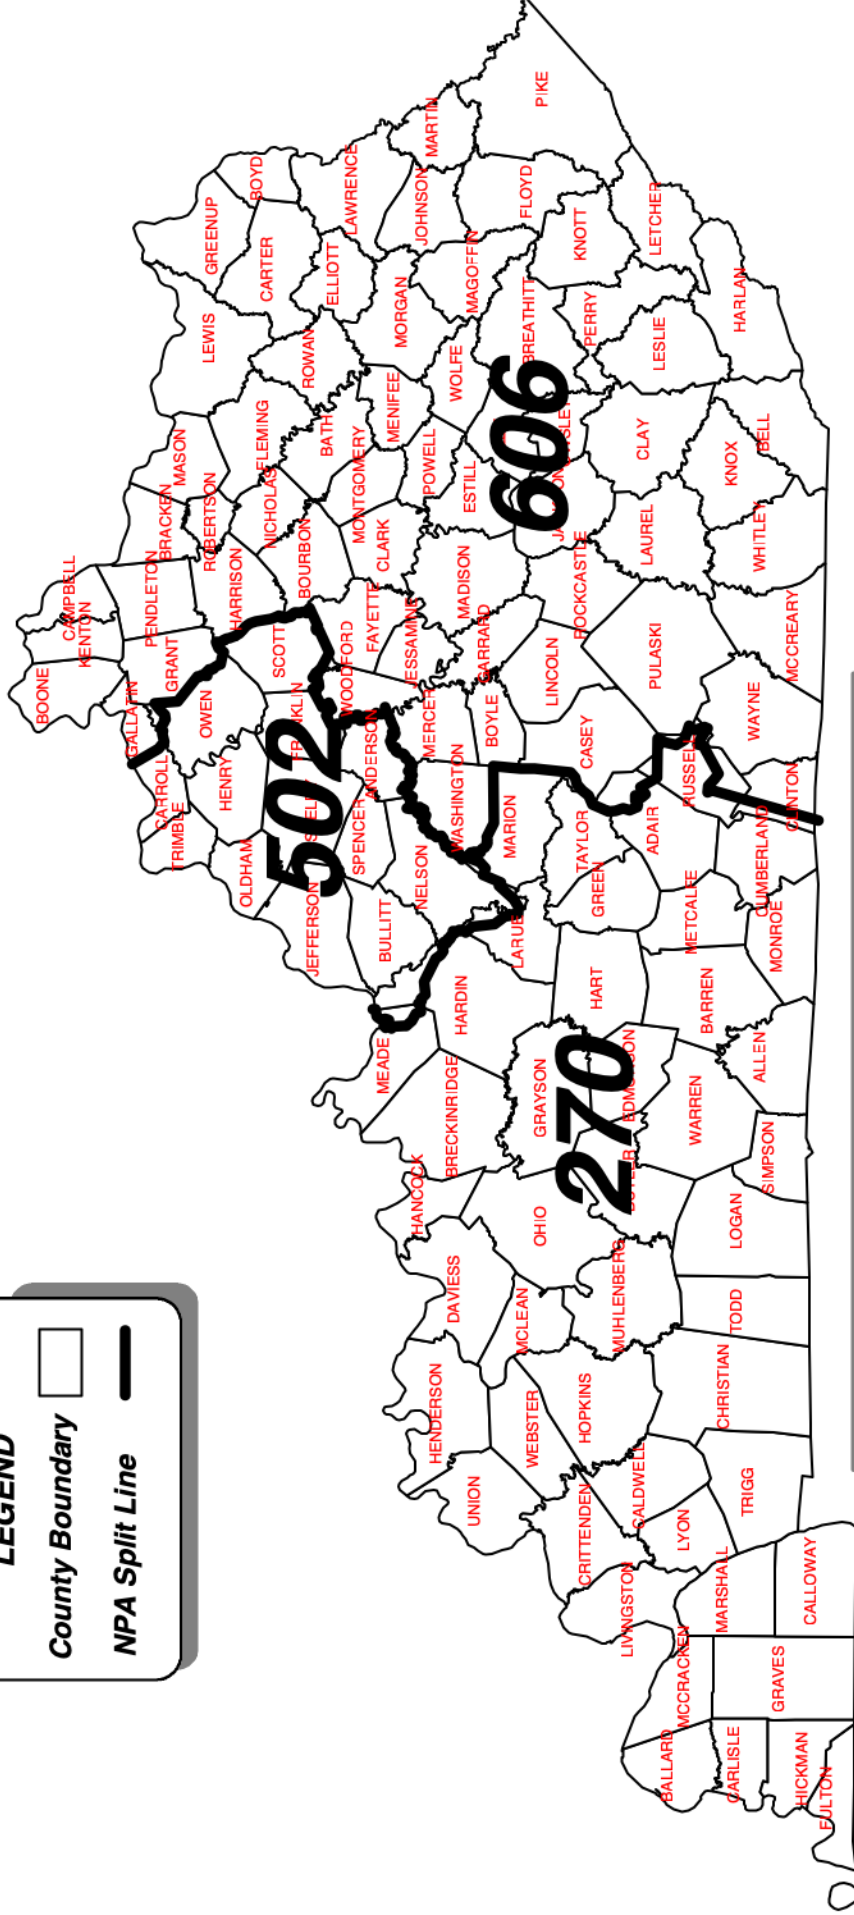 LEGEND
County Boundary
NPA Split Line
502
606
270
BOONE
KENTON
CAMPBELL
GALLATIN
GRANT
PENDLETON
BRACKEN
MASON
ROBERTSON
LEWIS
GREENUP
BOYD
CARTER
CARROLL
TRIMBLE
OWEN
HARRISON
NICHOLAS
FLEMING
HENRY
OLDHAM
SCOTT
BOURBON
BATH
ROWAN
ELLIOTT
LAWRENCE
JEFFERSON
SPENCER
ANDERSON
WOODFORD
FAYETTE
CLARK
MONTGOMERY
MENIFEE
MORGAN
JOHNSON
MARTIN
MEADE
BULLITT
NELSON
WASHINGTON
MERCER
JESSAMINE
MADISON
ESTILL
POWELL
WOLFE
MAGOFFIN
FLOYD
PIKE
HANCOCK
BRECKINRIDGE
HARDIN
LARUE
MARION
BOYLE
GARRARD
LINCOLN
ROCKCASTLE
BREATHITT
PERRY
KNOTT
LETCHER
HENDERSON
DAVIESS
MCLEAN
OHIO
GRAYSON
HART
GREEN
TAYLOR
CASEY
PULASKI
LAUREL
CLAY
LESLIE
HARLAN
UNION
WEBSTER
HOPKINS
MUHLENBERG
WARREN
BARREN
METCALFE
ADAIR
RUSSELL
WAYNE
MCCREARY
WHITLEY
KNOX
BELL
CRITTENDEN
LIVINGSTON
CALDWELL
LYON
TRIGG
CHRISTIAN
TODD
LOGAN
SIMPSON
ALLEN
MONROE
CUMBERLAND
CLINTON
BALLARD
MCCRACKEN
MARSHALL
CALLOWAY
GRAVES
CARLISLE
HICKMAN
FULTON